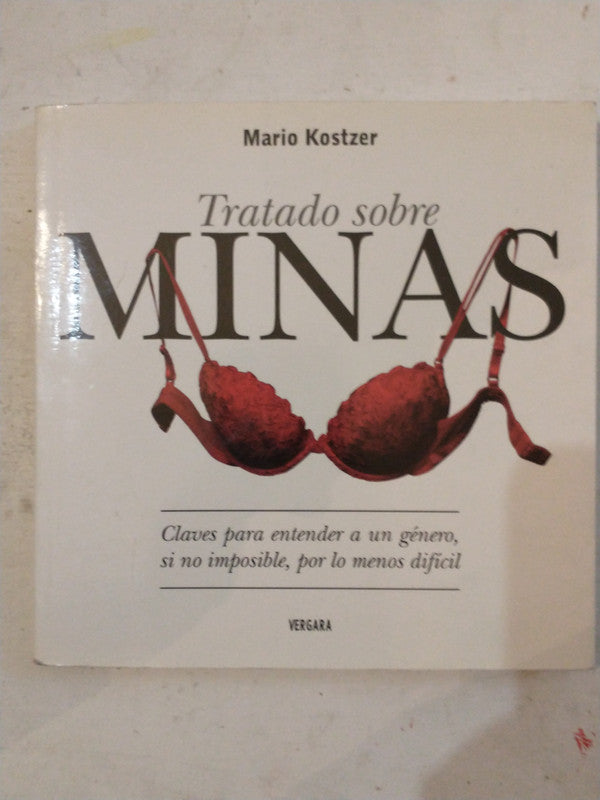 Mario Kostzer
Tratado sobre
MINAS
Claves para entender a un género,
si no imposible, por lo menos difícil
VERGARA